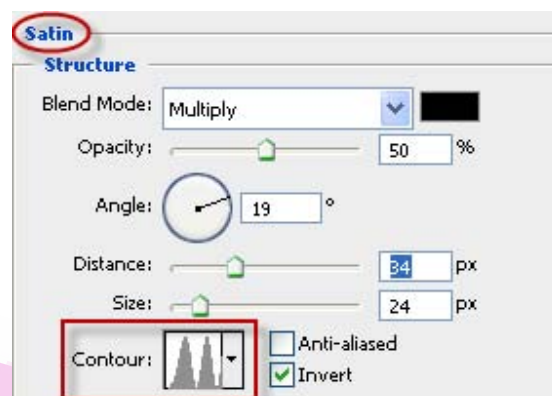 Satin
Structure
Blend Mode: Multiply
Opacity: 50 %
Angle: 19 °
Distance: 34 px
Size: 24 px
Contour: Anti-aliased
Invert